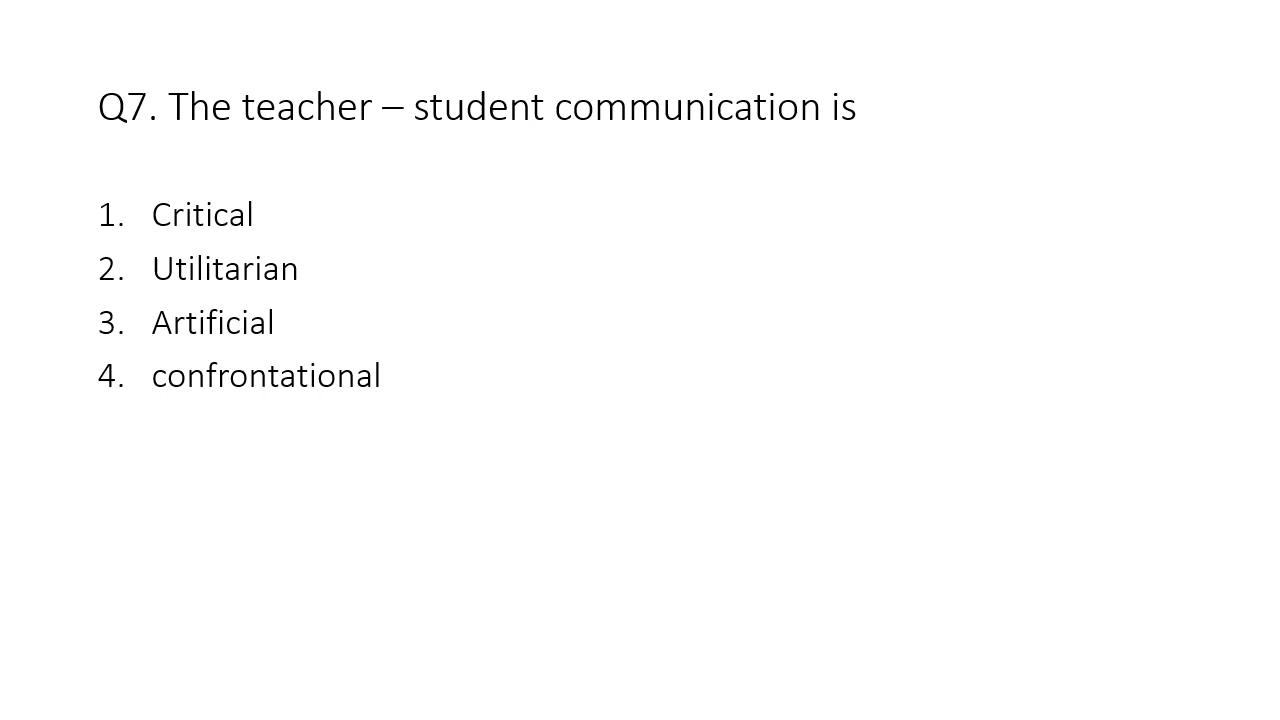 Q7. The teacher – student communication is
1. Critical
2. Utilitarian
3. Artificial
4. confrontational